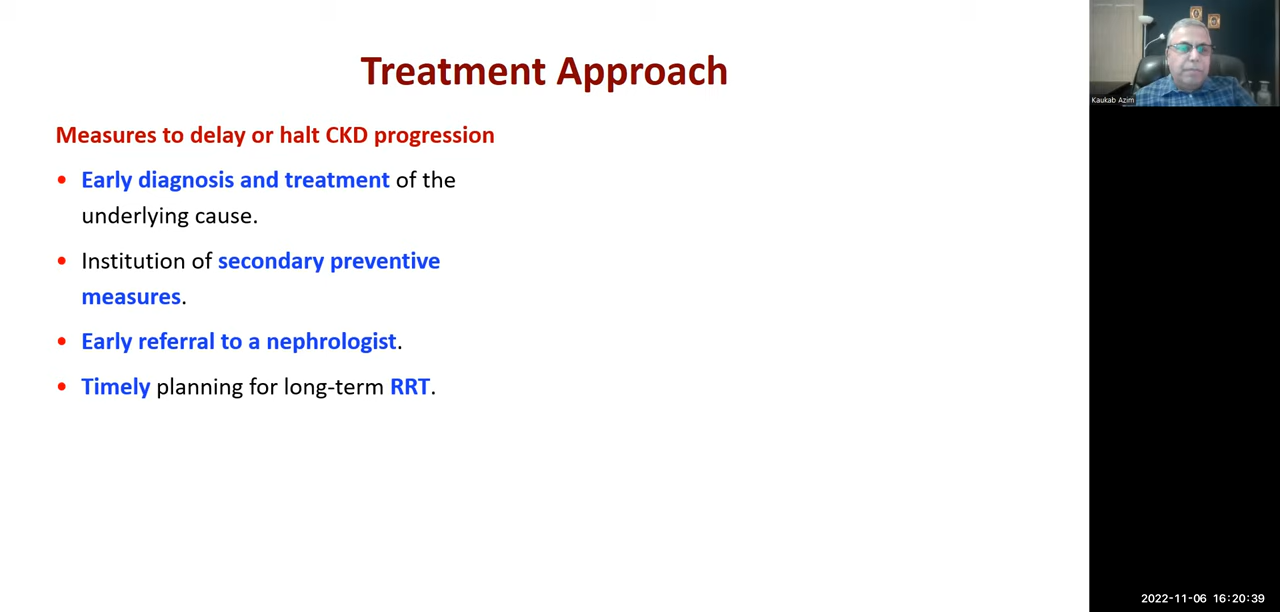 Treatment Approach
Measures to delay or halt CKD progression
• Early diagnosis and treatment of the
underlying cause.
• Institution of secondary preventive
measures.
• Early referral to a nephrologist.
• Timely planning for long-term RRT.
Kaukab Azim
2022-11-06 16:20:39